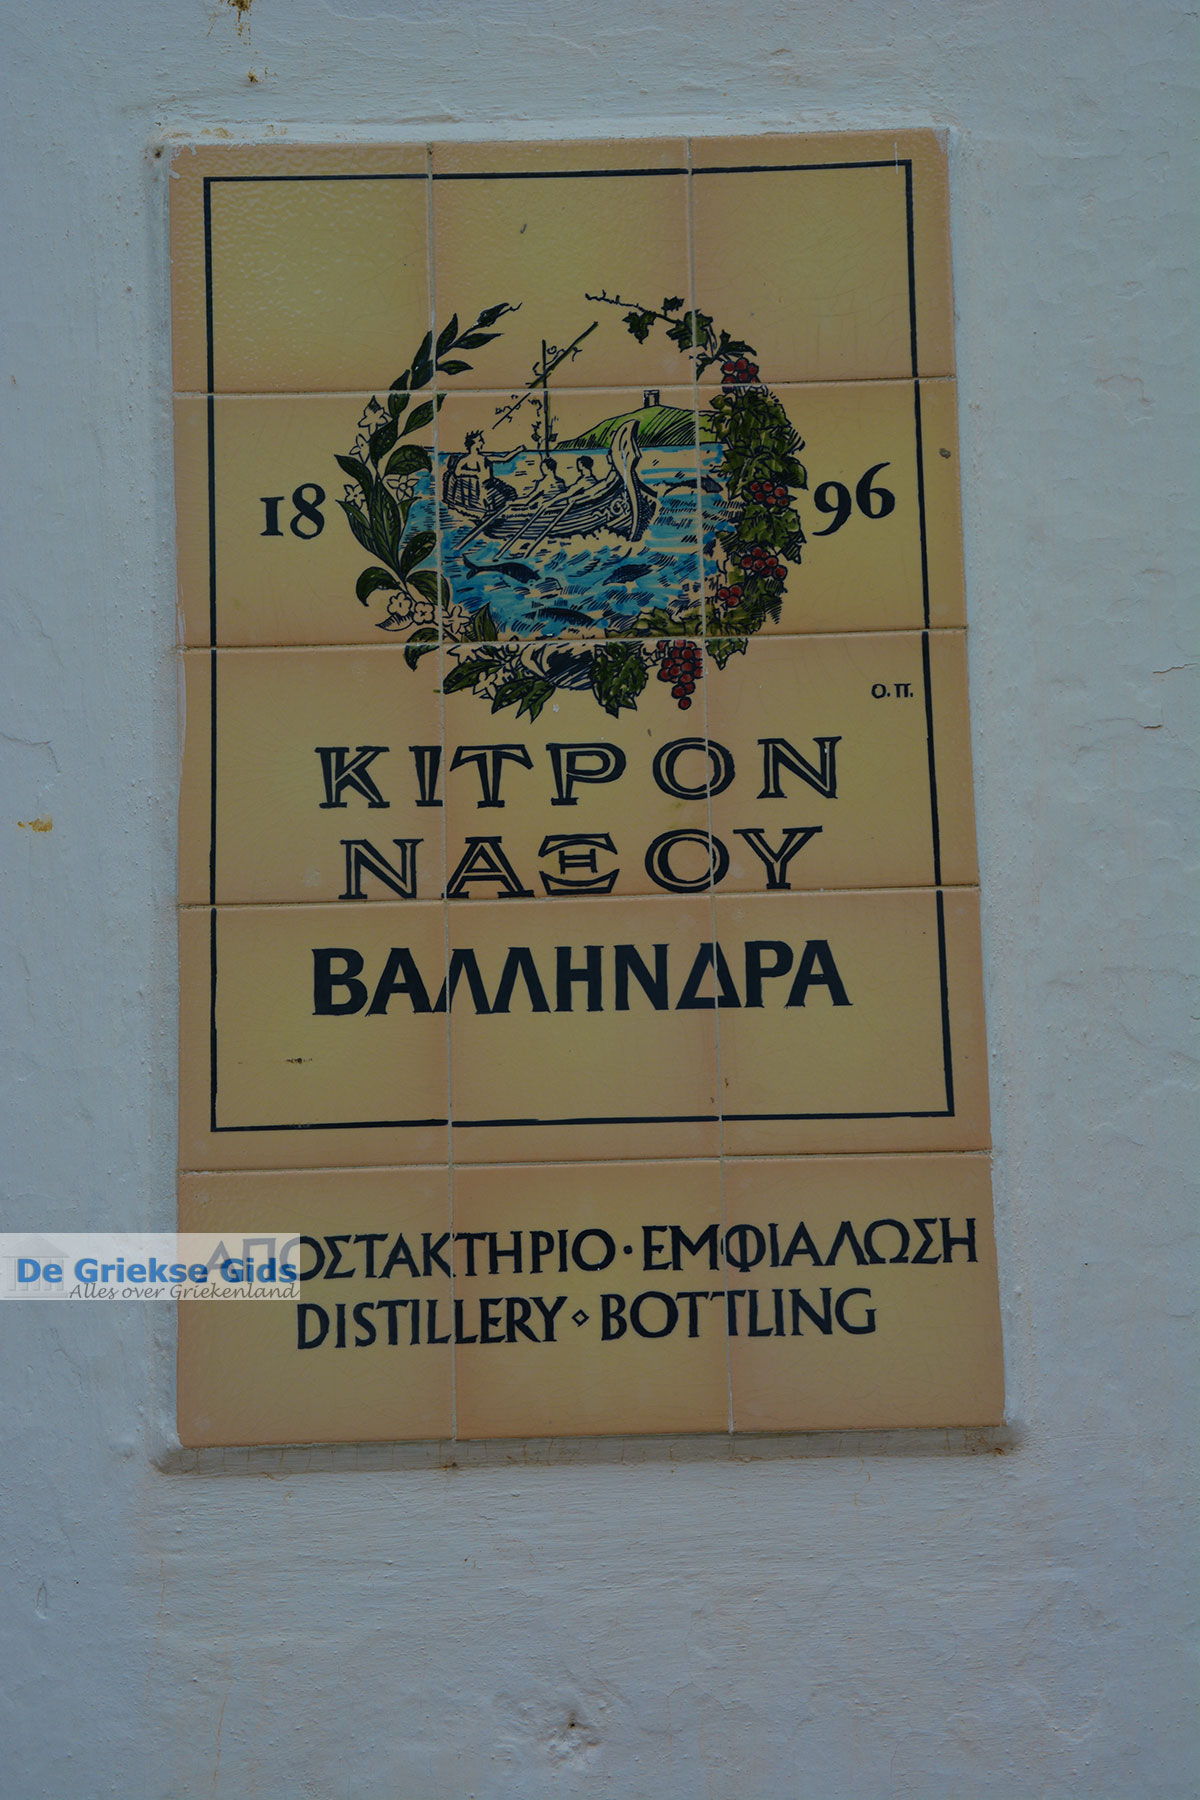 18 96
Ο.Π.
ΚΙΤΡΟΝ
ΝΑΞΟΥ
ΒΑΛΛΗΝΔΡΑ
ΑΠΟΣΤΑΚΤΗΡΙΟ · ΕΜΦΙΑΛΩΣΗ
DISTILLERY ⋄ BOTTLING
De Griekse Gids
Alles over Griekenland